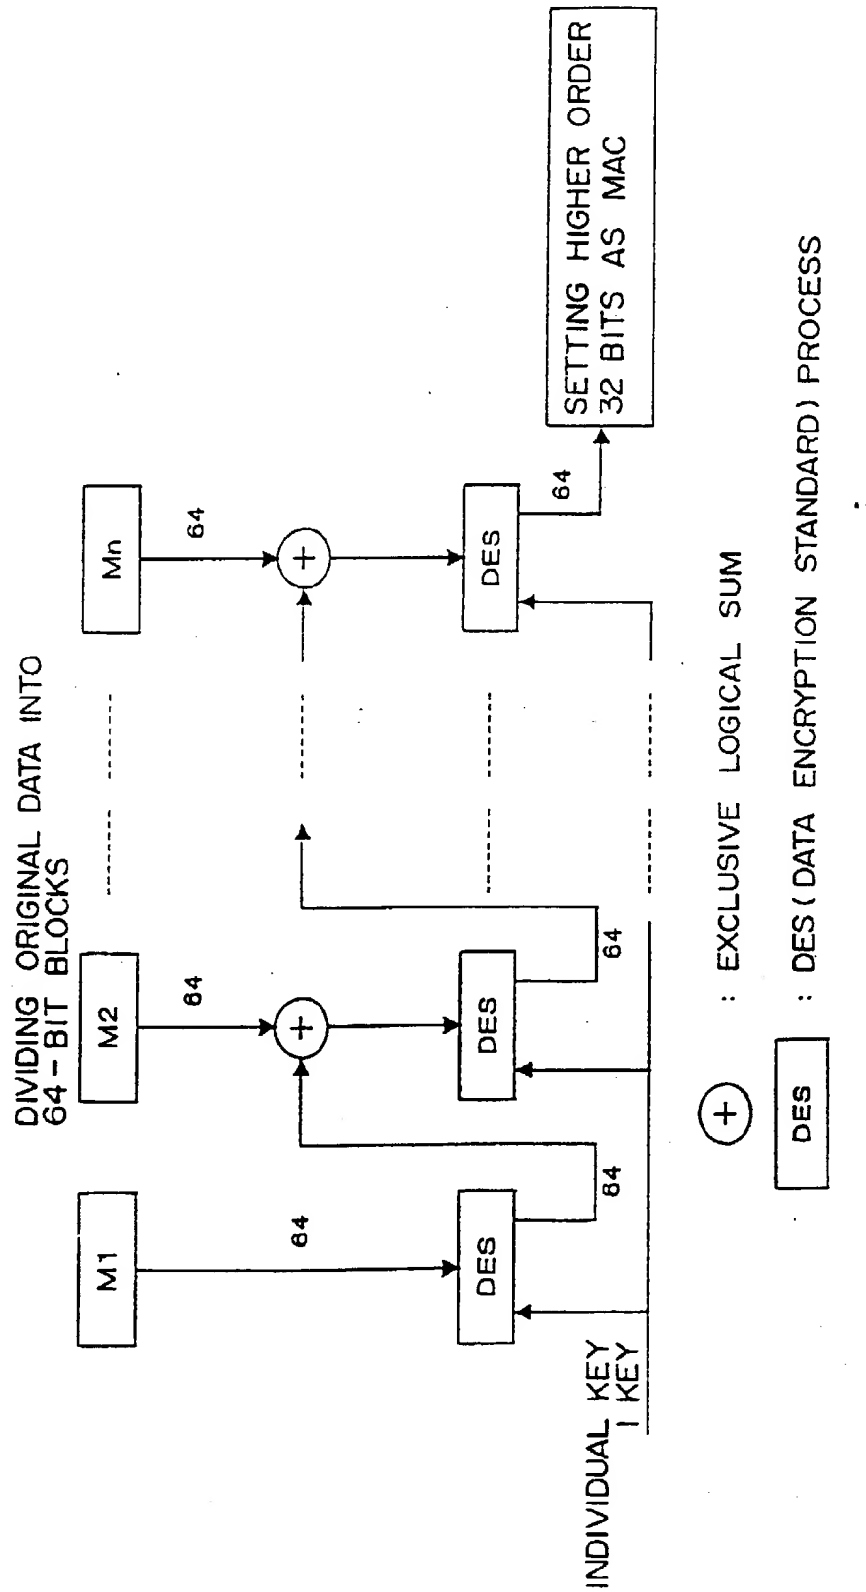 DIVIDING ORIGINAL DATA INTO
64-BIT BLOCKS
M1
M2
Mn
64
64
64
+
+
DES
DES
DES
64
64
64
SETTING HIGHER ORDER
32 BITS AS MAC
INDIVIDUAL KEY
I KEY
+ : EXCLUSIVE LOGICAL SUM
DES : DES (DATA ENCRYPTION STANDARD) PROCESS